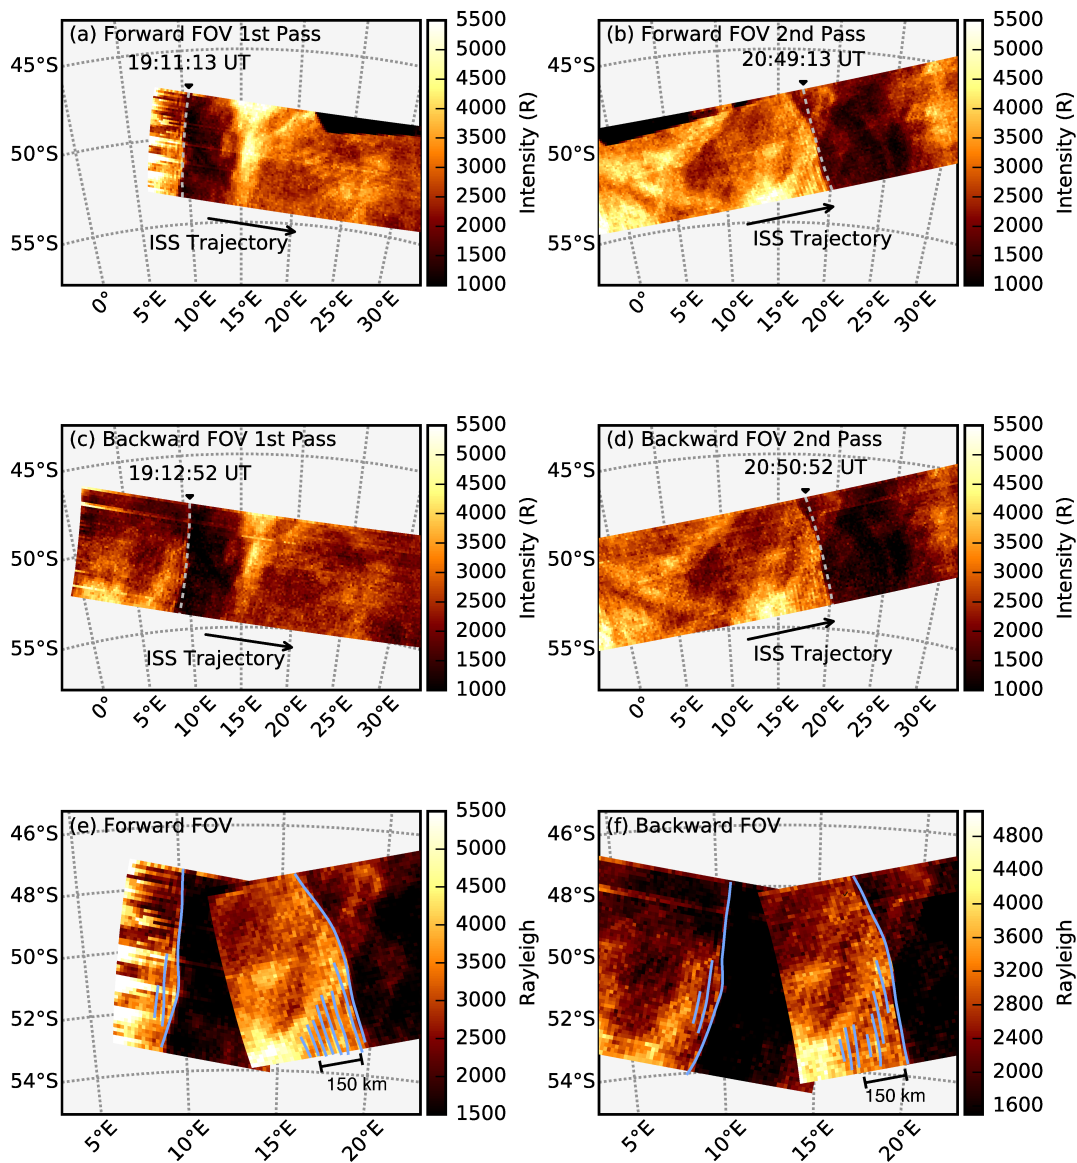 (a) Forward FOV 1st Pass
19:11:13 UT
45°S
50°S
55°S
ISS Trajectory
0°
5°E
10°E
15°E
20°E
25°E
30°E
5500
5000
4500
4000
3500
3000
2500
2000
1500
1000
Intensity (R)
(b) Forward FOV 2nd Pass
20:49:13 UT
45°S
50°S
55°S
ISS Trajectory
0°
5°E
10°E
15°E
20°E
25°E
30°E
5500
5000
4500
4000
3500
3000
2500
2000
1500
1000
Intensity (R)
(c) Backward FOV 1st Pass
19:12:52 UT
45°S
50°S
55°S
ISS Trajectory
0°
5°E
10°E
15°E
20°E
25°E
30°E
5500
5000
4500
4000
3500
3000
2500
2000
1500
1000
Intensity (R)
(d) Backward FOV 2nd Pass
20:50:52 UT
45°S
50°S
55°S
ISS Trajectory
0°
5°E
10°E
15°E
20°E
25°E
30°E
5500
5000
4500
4000
3500
3000
2500
2000
1500
1000
Intensity (R)
(e) Forward FOV
46°S
48°S
50°S
52°S
54°S
150 km
5°E
10°E
15°E
20°E
5500
5000
4500
4000
3500
3000
2500
2000
1500
Rayleigh
(f) Backward FOV
46°S
48°S
50°S
52°S
54°S
150 km
5°E
10°E
15°E
20°E
4800
4400
4000
3600
3200
2800
2400
2000
1600
Rayleigh